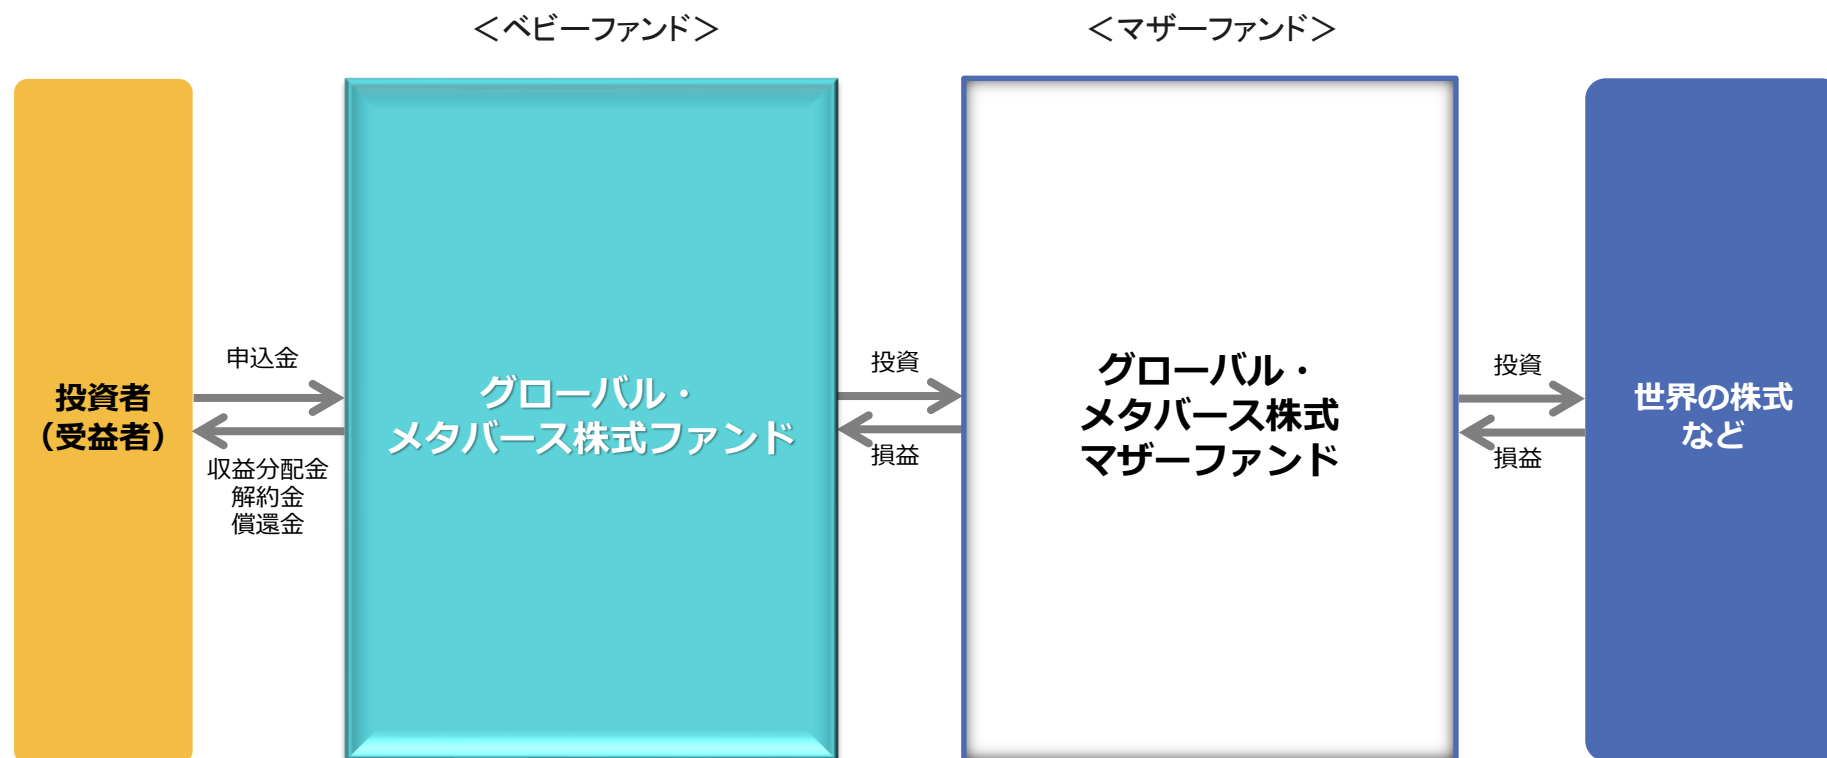 ＜ベビーファンド＞
＜マザーファンド＞
投資者
（受益者）
申込金
収益分配金
解約金
償還金
グローバル・
メタバース株式ファンド
投資
損益
グローバル・
メタバース株式
マザーファンド
投資
損益
世界の株式
など